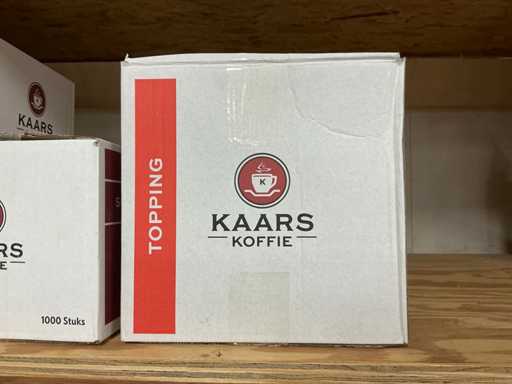 KAARS
1000 Stuks
TOPPING
K
KAARS
KOFFIE